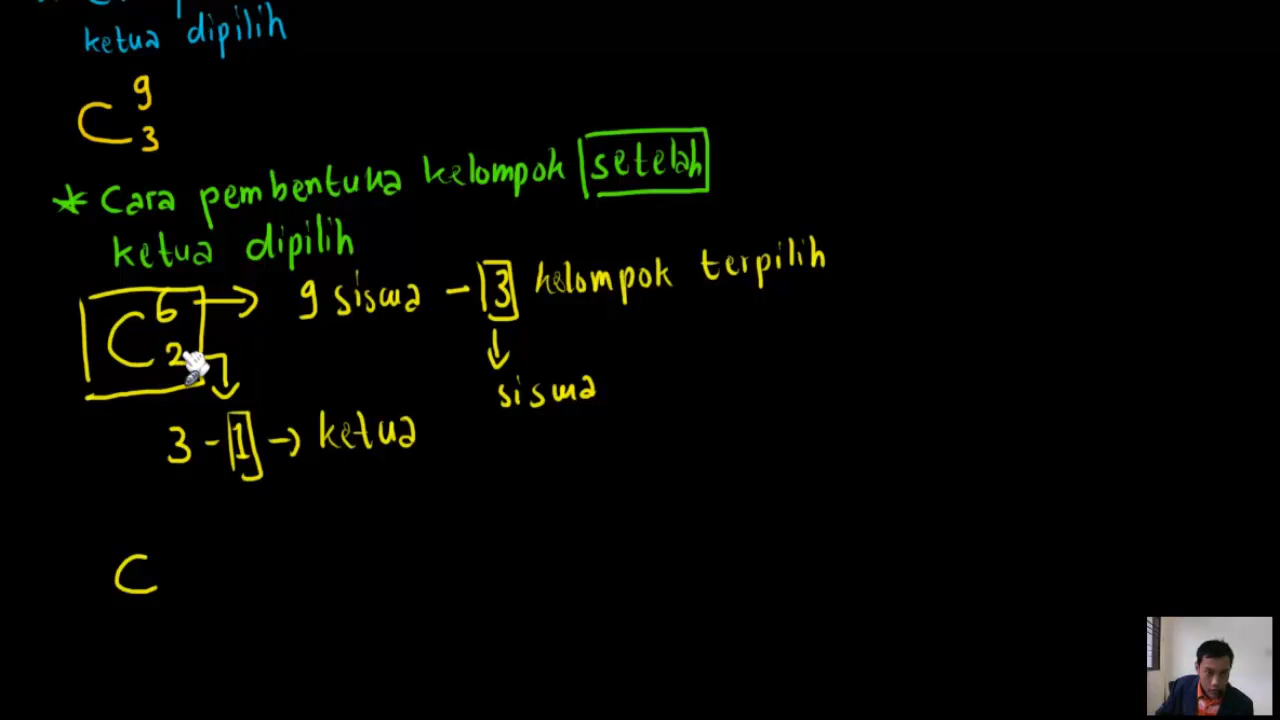 ketua dipilih
C 9 3
* Cara pembentuka kelompok setelah
ketua dipilih
C 6 2 → 9 siswa - 3 kelompok terpilih
siswa
3 - 1 → ketua
C